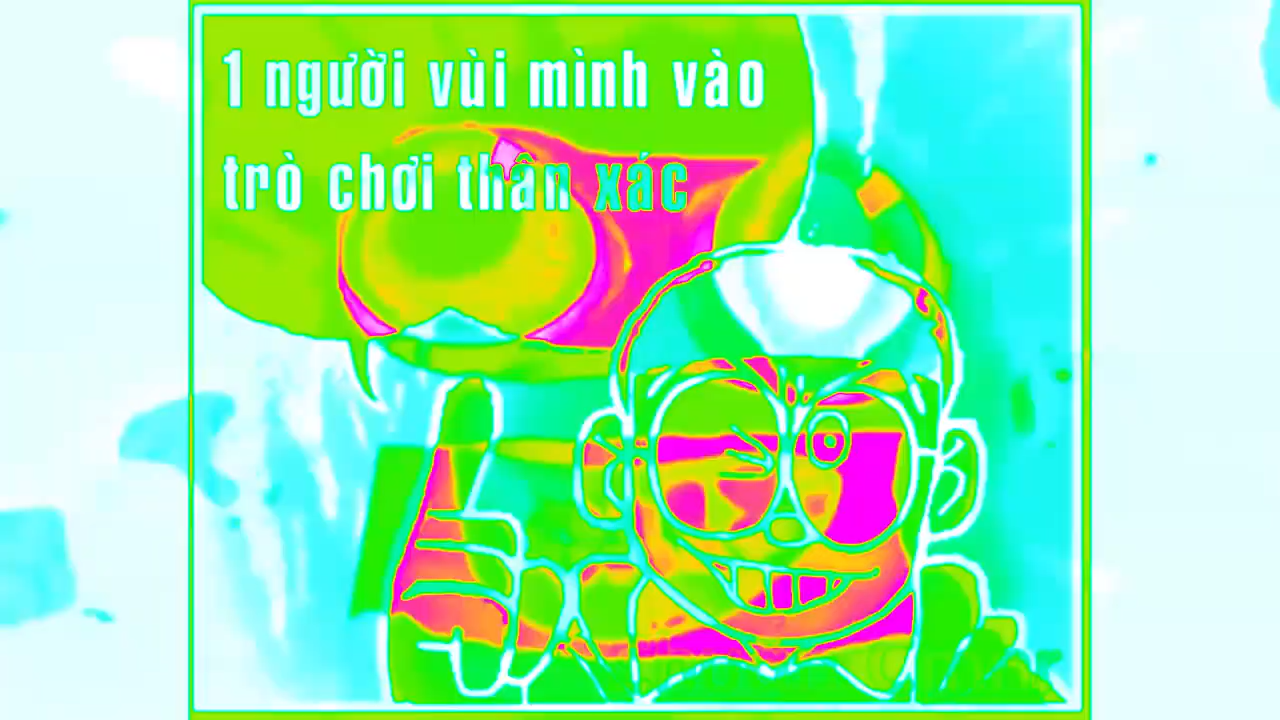 1 người vùi mình vào
trò chơi thân xác